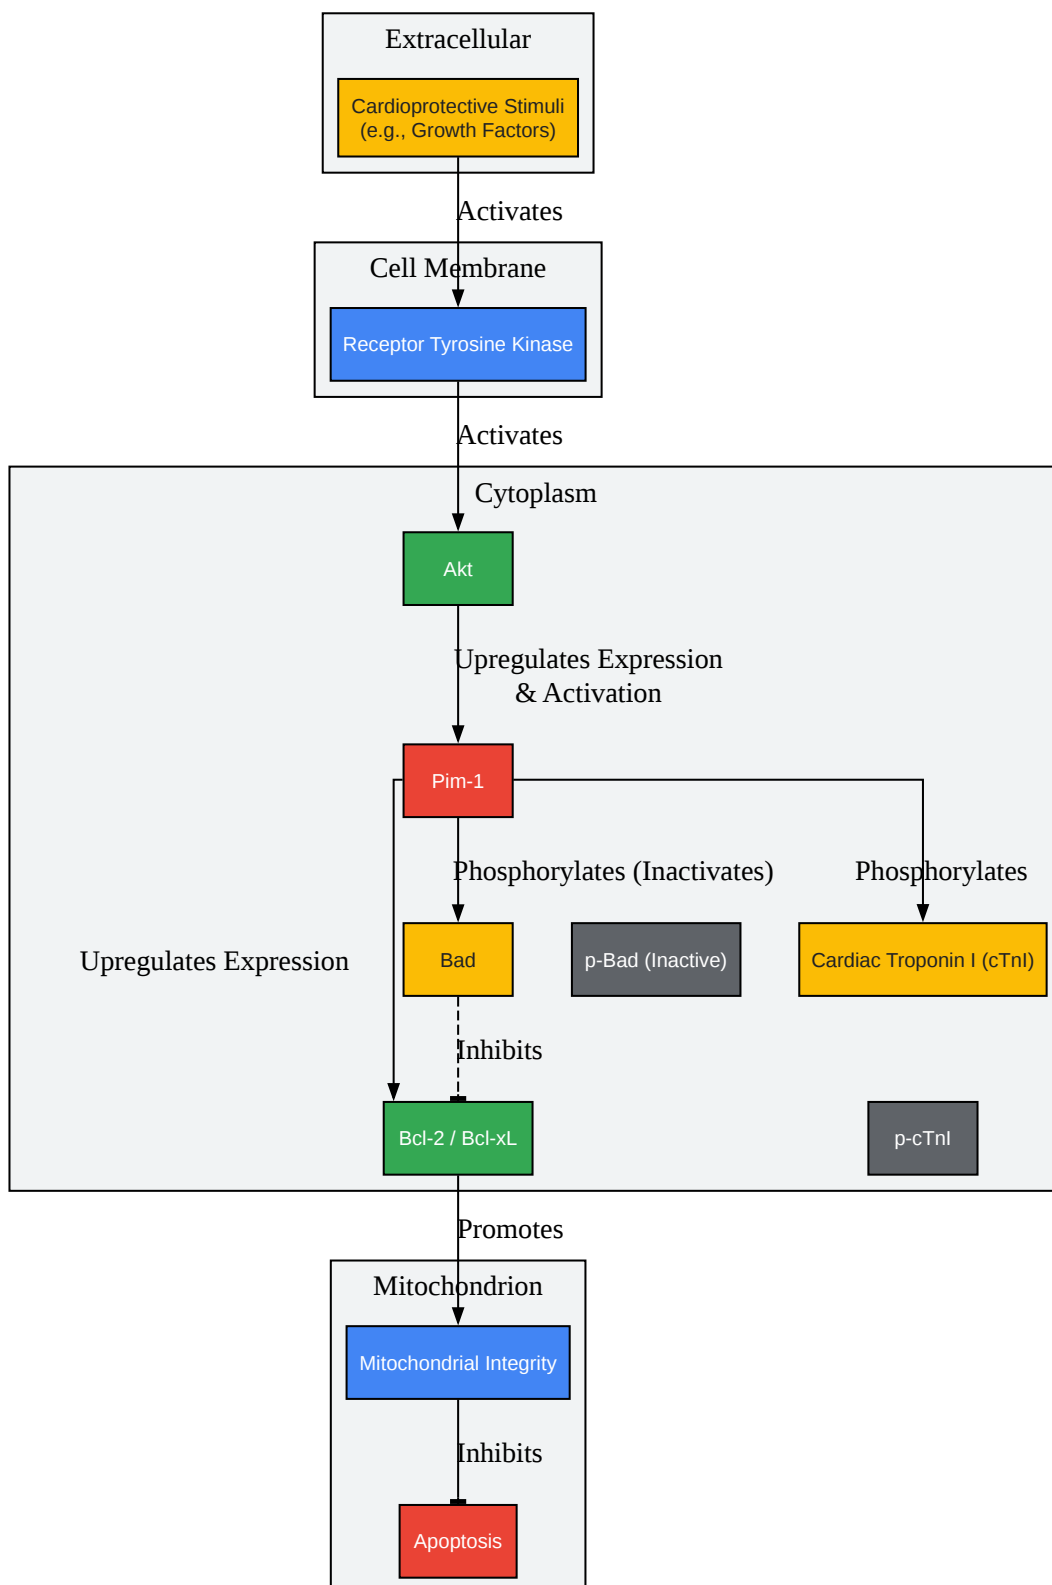 Extracellular
Cardioprotective Stimuli
(e.g., Growth Factors)
Activates
Cell Membrane
Receptor Tyrosine Kinase
Activates
Cytoplasm
Akt
Upregulates Expression
& Activation
Pim-1
Phosphorylates (Inactivates)
Phosphorylates
Upregulates Expression
Bad
p-Bad (Inactive)
Cardiac Troponin I (cTnI)
Inhibits
Bcl-2 / Bcl-xL
p-cTnI
Promotes
Mitochondrion
Mitochondrial Integrity
Inhibits
Apoptosis